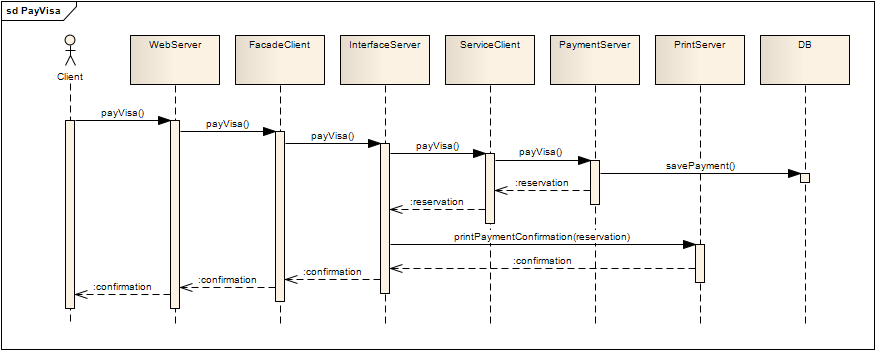 sd PayVisa
WebServer
FacadeClient
InterfaceServer
ServiceClient
PaymentServer
PrintServer
DB
Client
payVisa()
payVisa()
payVisa()
payVisa()
payVisa()
savePayment()
:reservation
:reservation
printPaymentConfirmation(reservation)
:confirmation
:confirmation
:confirmation
:confirmation